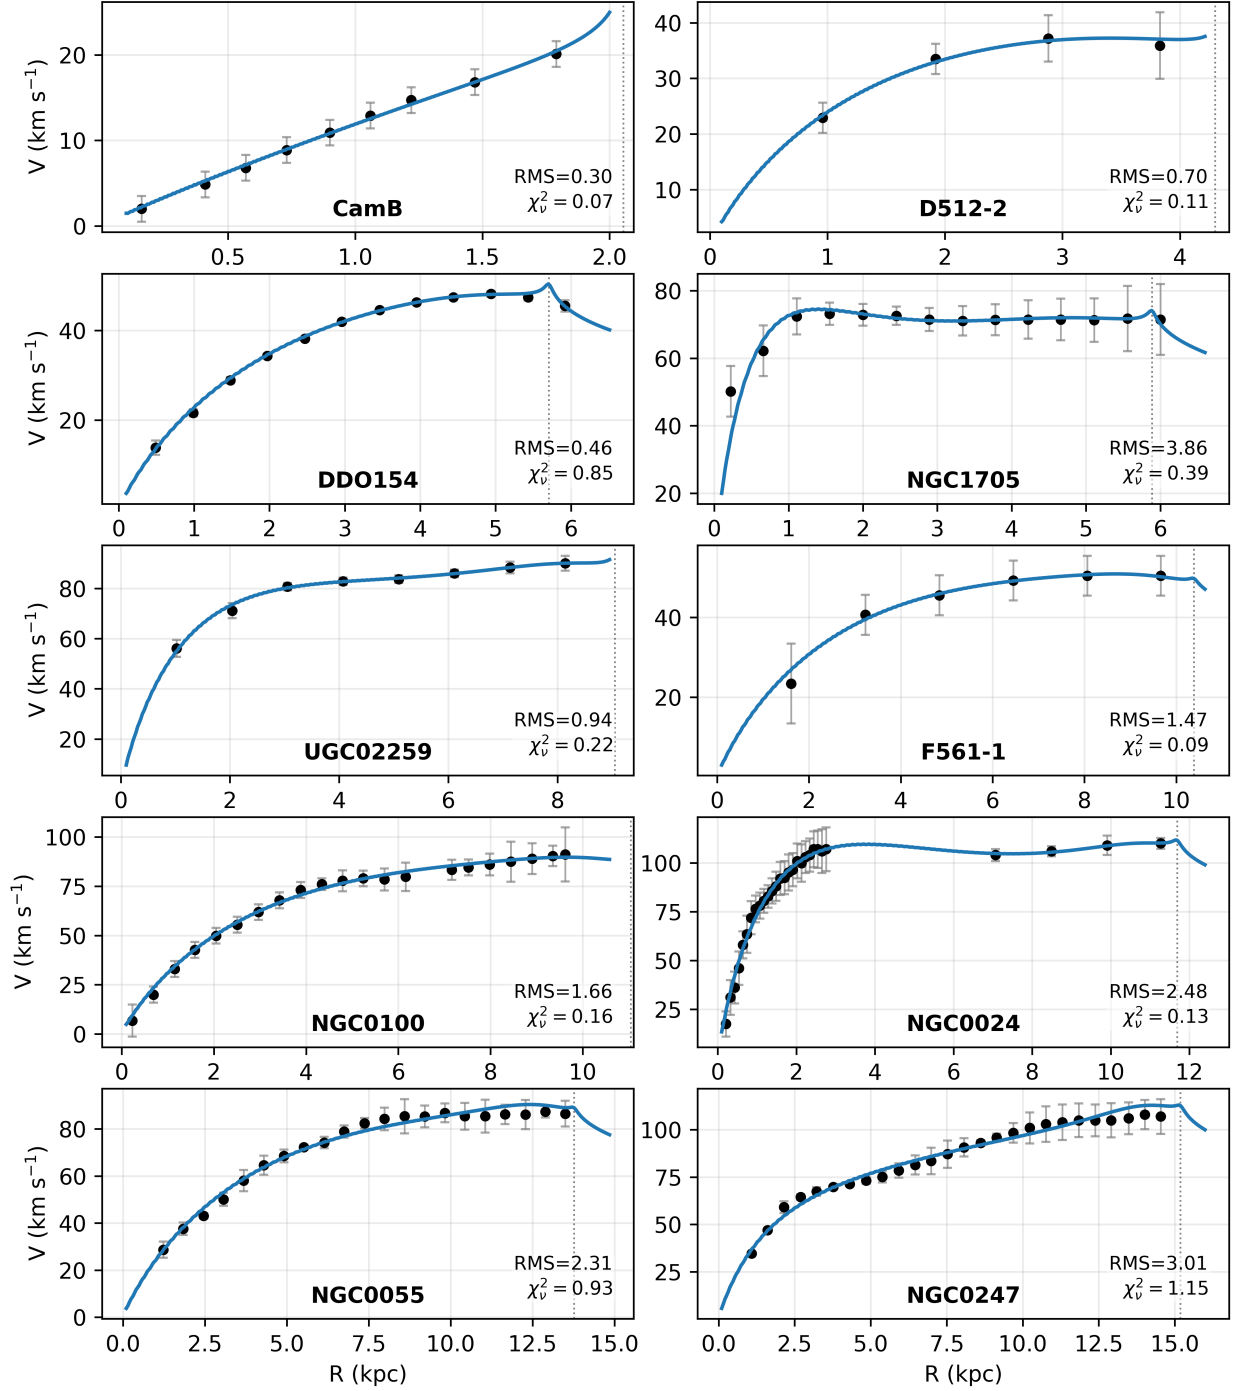 V (km s⁻¹)
20
10
0
0.5
1.0
1.5
2.0
RMS=0.30
χ²ᵥ = 0.07
CamB
40
30
20
10
0
1
2
3
4
RMS=0.70
χ²ᵥ = 0.11
D512-2
V (km s⁻¹)
40
20
0
1
2
3
4
5
6
RMS=0.46
χ²ᵥ = 0.85
DDO154
80
60
40
20
0
1
2
3
4
5
6
RMS=3.86
χ²ᵥ = 0.39
NGC1705
V (km s⁻¹)
80
60
40
20
0
2
4
6
8
RMS=0.94
χ²ᵥ = 0.22
UGC02259
40
20
0
2
4
6
8
10
RMS=1.47
χ²ᵥ = 0.09
F561-1
V (km s⁻¹)
100
75
50
25
0
0
2
4
6
8
10
RMS=1.66
χ²ᵥ = 0.16
NGC0100
100
75
50
25
0
2
4
6
8
10
12
RMS=2.48
χ²ᵥ = 0.13
NGC0024
V (km s⁻¹)
80
60
40
20
0
0.0
2.5
5.0
7.5
10.0
12.5
15.0
RMS=2.31
χ²ᵥ = 0.93
NGC0055
R (kpc)
100
75
50
25
0.0
2.5
5.0
7.5
10.0
12.5
15.0
RMS=3.01
χ²ᵥ = 1.15
NGC0247
R (kpc)